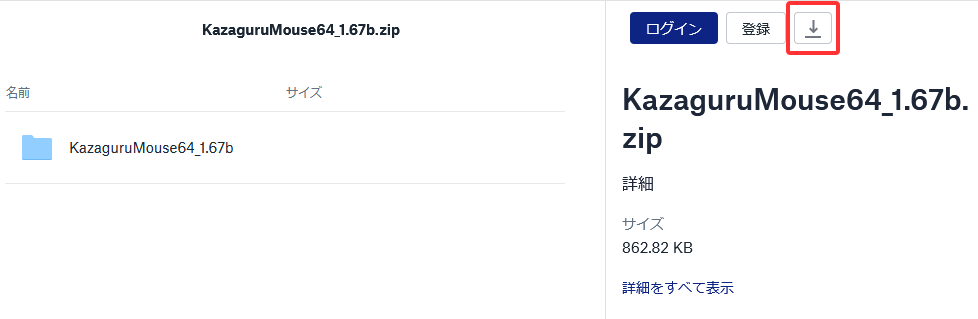 KazaguruMouse64_1.67b.zip
名前 サイズ
KazaguruMouse64_1.67b
ログイン 登録
KazaguruMouse64_1.67b.
zip
詳細
サイズ
862.82 KB
詳細をすべて表示